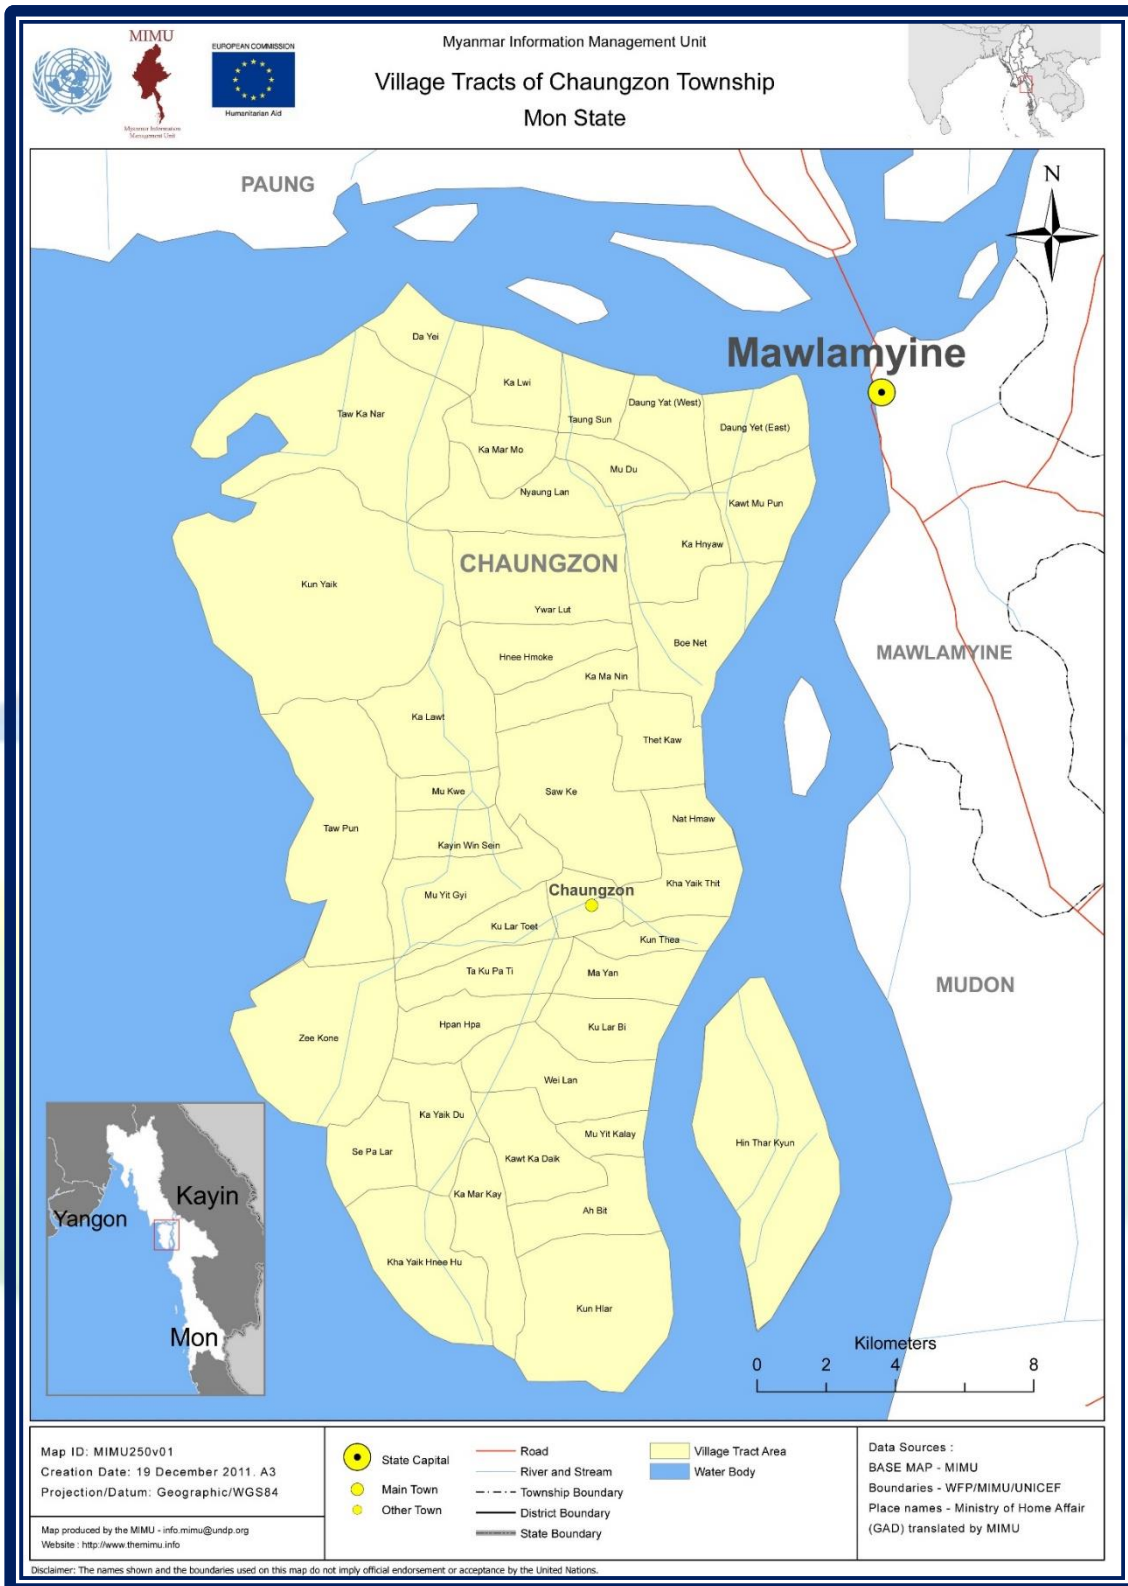 MIMU
Myanmar Information
Management Unit
EUROPEAN COMMISSION
Humanitarian Aid
Myanmar Information Management Unit
Village Tracts of Chaungzon Township
Mon State
PAUNG
N
Mawlamyine
Da Yei
Ka Lwi
Taw Ka Nar
Taung Sun
Daung Yat (West)
Daung Yet (East)
Ka Mar Mo
Mu Du
Nyaung Lan
Kawt Mu Pun
Ka Hnyaw
CHAUNGZON
Kun Yaik
Ywar Lut
Boe Net
MAWLAMYINE
Hnee Hmoke
Ka Ma Nin
Ka Lawt
Thet Kaw
Mu Kwe
Saw Ke
Taw Pun
Nat Hmaw
Kayin Win Sein
Kha Yaik Thit
Chaungzon
Mu Yit Gyi
Ku Lar Toet
Kun Thea
Ta Ku Pa Ti
Ma Yan
MUDON
Hpan Hpa
Ku Lar Bi
Zee Kone
Wei Lan
Ka Yaik Du
Mu Yit Kalay
Hin Thar Kyun
Se Pa Lar
Kawt Ka Daik
Ka Mar Kay
Ah Bit
Kha Yaik Hnee Hu
Kun Hlar
Kayin
Yangon
Mon
Kilometers
0 2 4 8
Map ID: MIMU250v01
Creation Date: 19 December 2011. A3
Projection/Datum: Geographic/WGS84
Map produced by the MIMU - info.mimu@undp.org
Website : http://www.themimu.info
State Capital
Main Town
Other Town
Road
River and Stream
Township Boundary
District Boundary
State Boundary
Village Tract Area
Water Body
Data Sources :
BASE MAP - MIMU
Boundaries - WFP/MIMU/UNICEF
Place names - Ministry of Home Affair
(GAD) translated by MIMU
Disclaimer: The names shown and the boundaries used on this map do not imply official endorsement or acceptance by the United Nations.